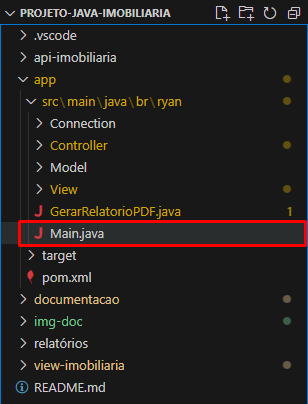 PROJETO-JAVA-IMOBILIARIA
.vscode
api-imobiliaria
app
src\main\java\br\ryan
Connection
Controller
Model
View
GerarRelatorioPDF.java 1
Main.java
target
pom.xml
documentacao
img-doc
relatórios
view-imobiliaria
README.md